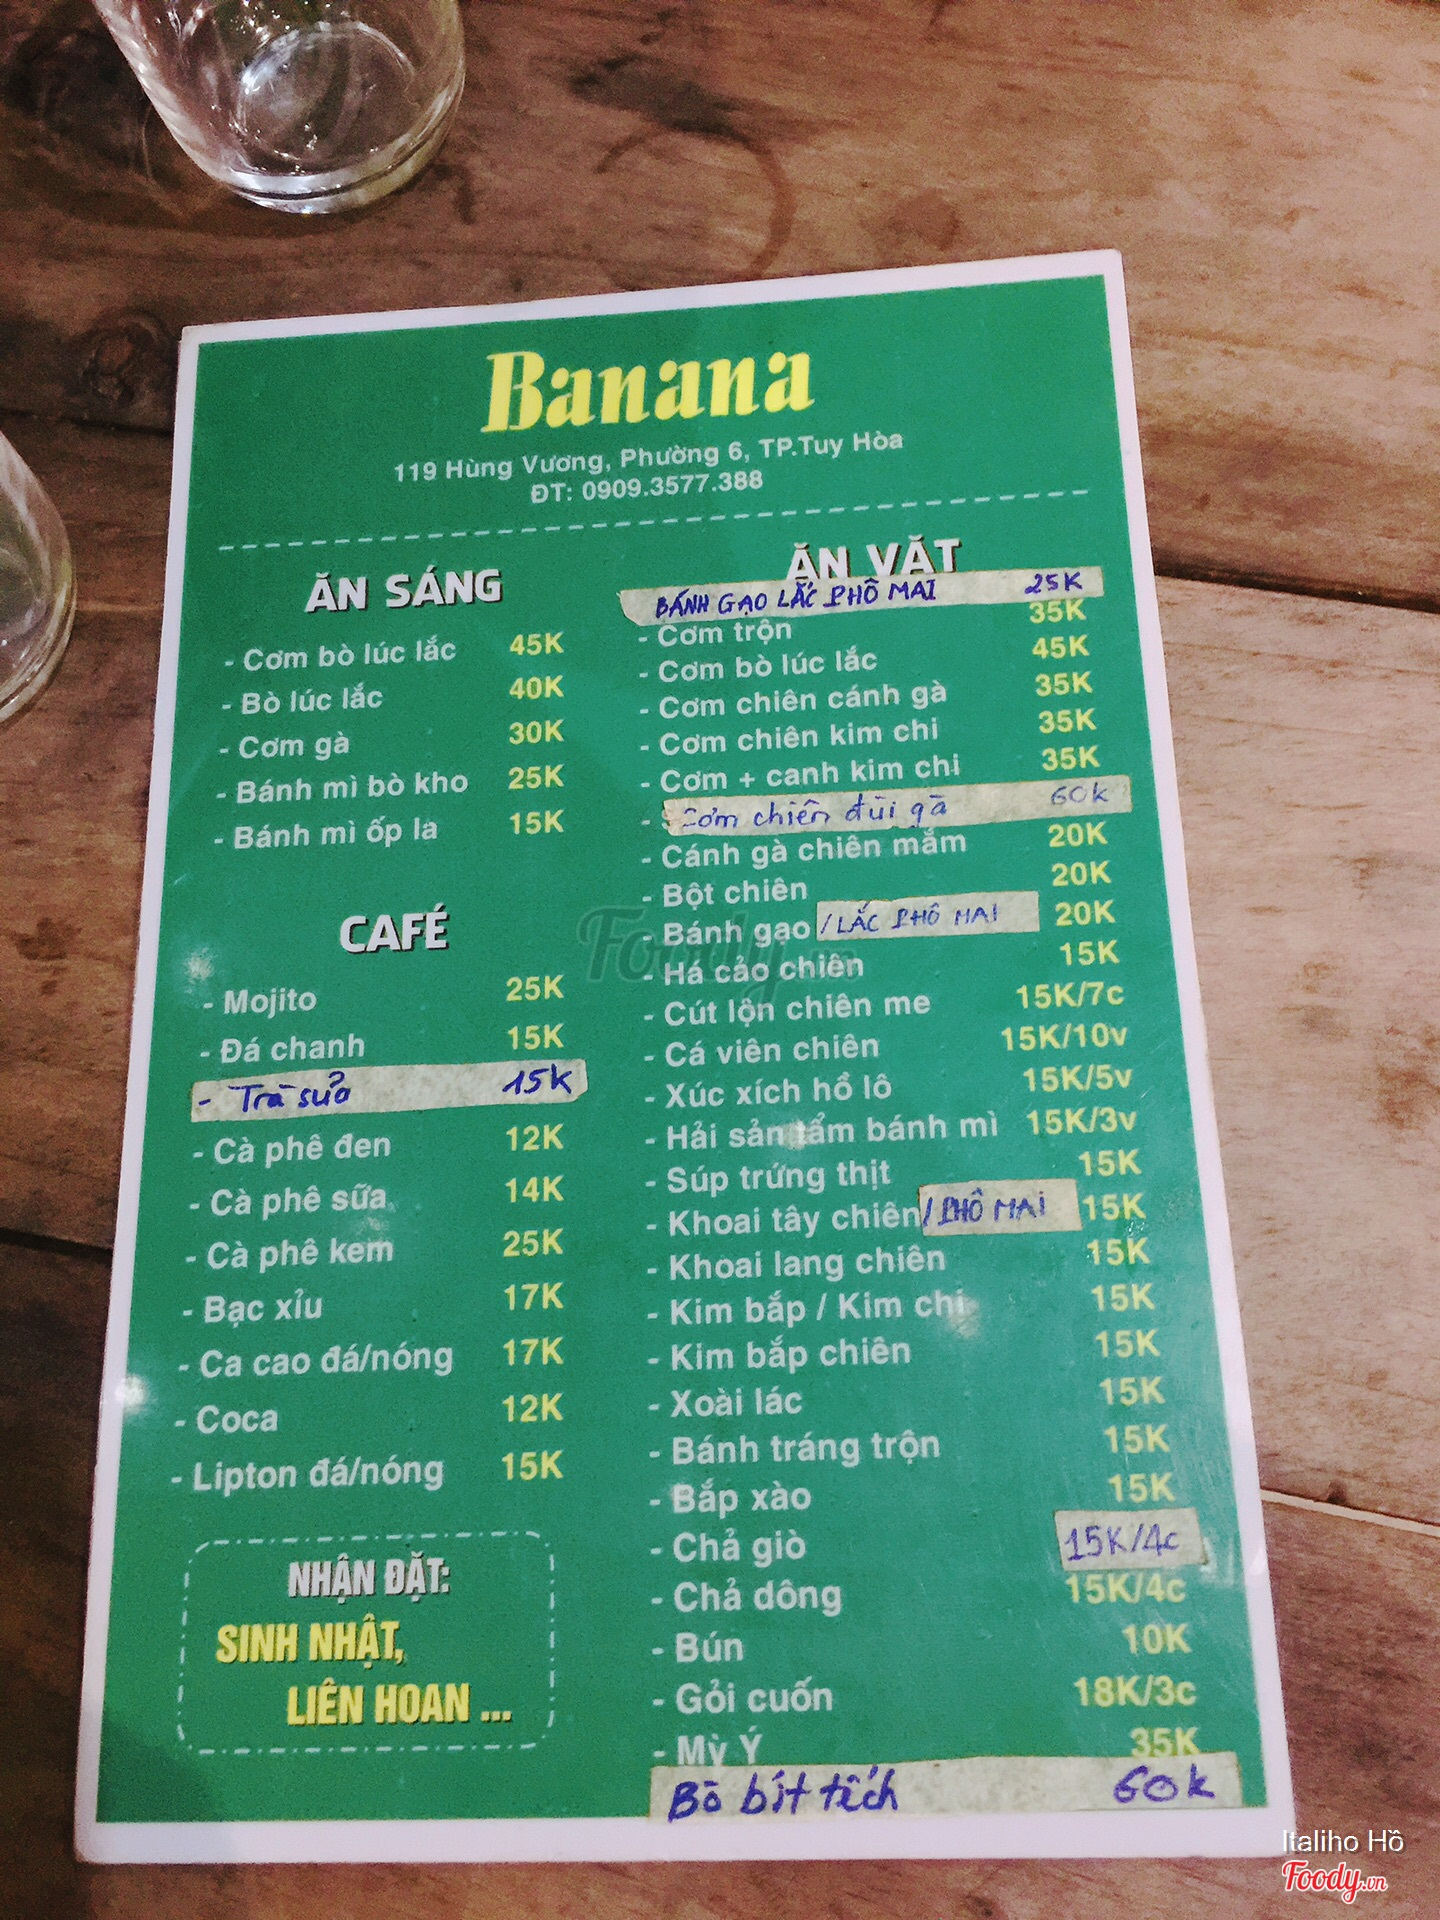 Banana
119 Hùng Vương, Phường 6, TP.Tuy Hòa
ĐT: 0909.3577.388
ĂN SÁNG
- Cơm bò lúc lắc 45K
- Bò lúc lắc 40K
- Cơm gà 30K
- Bánh mì bò kho 25K
- Bánh mì ốp la 15K
CAFÉ
- Mojito 25K
- Đá chanh 15K
- Trà sửa 15K
- Cà phê đen 12K
- Cà phê sữa 14K
- Cà phê kem 25K
- Bạc xỉu 17K
- Ca cao đá/nóng 17K
- Coca 12K
- Lipton đá/nóng 15K
NHẬN ĐẶT:
SINH NHẬT,
LIÊN HOAN ...
ĂN VẶT
BÁNH GẠO LẮC PHÔ MAI 25K
- Cơm trộn 35K
- Cơm bò lúc lắc 45K
- Cơm chiên cánh gà 35K
- Cơm chiên kim chi 35K
- Cơm + canh kim chi 35K
- Cơm chiên đùi gà 60k
- Cánh gà chiên mắm 20K
- Bột chiên 20K
- Bánh gạo /LẮC PHÔ MAI 20K
- Há cảo chiên 15K
- Cút lộn chiên me 15K/7c
- Cá viên chiên 15K/10v
- Xúc xích hồ lô 15K/5v
- Hải sản tẩm bánh mì 15K/3v
- Súp trứng thịt 15K
- Khoai tây chiên/PHÔ MAI 15K
- Khoai lang chiên 15K
- Kim bắp / Kim chi 15K
- Kim bắp chiên 15K
- Xoài lác 15K
- Bánh tráng trộn 15K
- Bắp xào 15K
- Chả giò 15K/4c
- Chả dông 15K/4c
- Bún 10K
- Gỏi cuốn 18K/3c
- Mỳ Ý 35K
Bò bít tếch 60k
Foody.vn
Italiho Hồ
Foody.vn